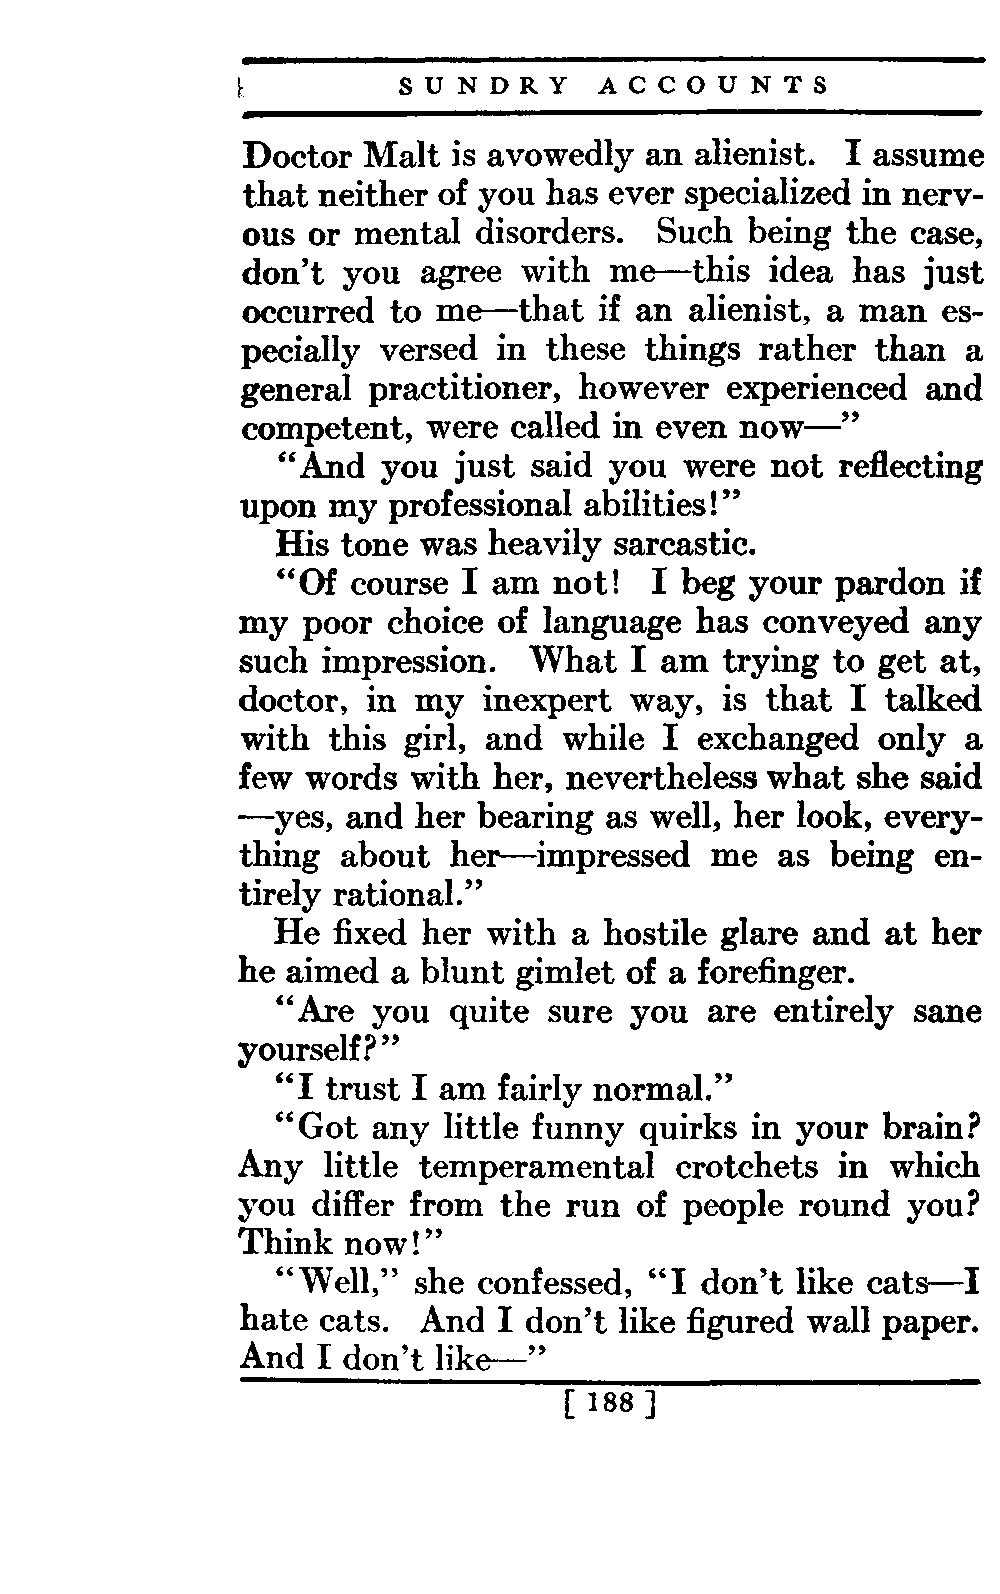 SUNDRY ACCOUNTS
Doctor Malt is avowedly an alienist. I assume
that neither of you has ever specialized in nerv-
ous or mental disorders. Such being the case,
don't you agree with me—this idea has just
occurred to me—that if an alienist, a man es-
pecially versed in these things rather than a
general practitioner, however experienced and
competent, were called in even now—”
“And you just said you were not reflecting
upon my professional abilities!”
His tone was heavily sarcastic.
“Of course I am not! I beg your pardon if
my poor choice of language has conveyed any
such impression. What I am trying to get at,
doctor, in my inexpert way, is that I talked
with this girl, and while I exchanged only a
few words with her, nevertheless what she said
—yes, and her bearing as well, her look, every-
thing about her—impressed me as being en-
tirely rational.”
He fixed her with a hostile glare and at her
he aimed a blunt gimlet of a forefinger.
“Are you quite sure you are entirely sane
yourself?”
“I trust I am fairly normal.”
“Got any little funny quirks in your brain?
Any little temperamental crotchets in which
you differ from the run of people round you?
Think now!”
“Well,” she confessed, “I don't like cats—I
hate cats. And I don't like figured wall paper.
And I don't like—”
[ 188 ]